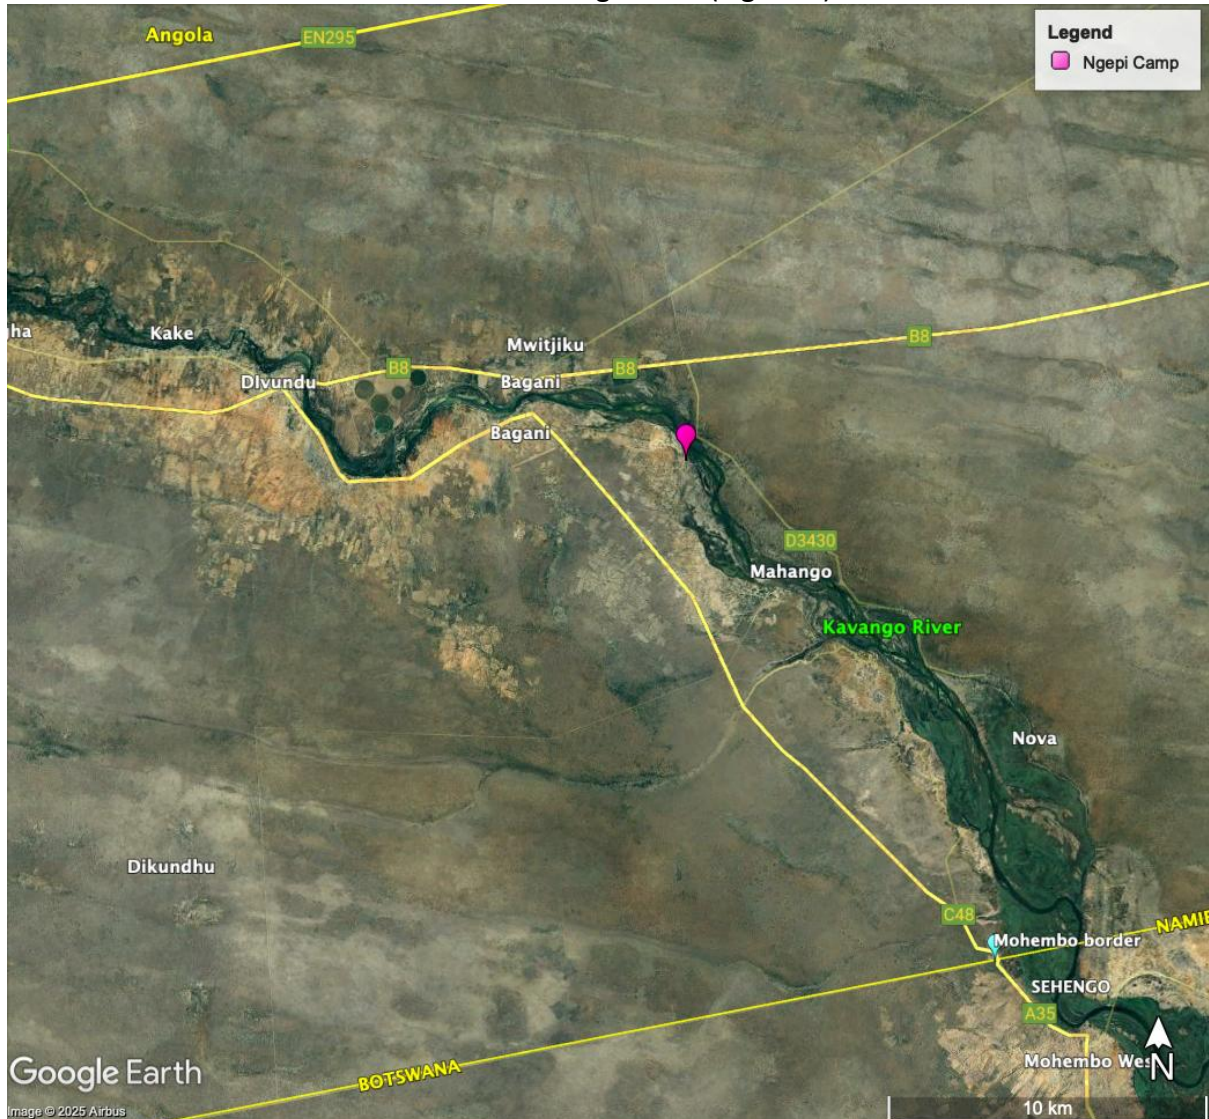 Angola
EN295
Legend
Ngepi Camp
Kake
Mwitjiku
B8
B8
B8
DIvundu
Bagani
Bagani
D3430
Mahango
Kavango River
Nova
Dikundhu
C48
Mohembo border
SEHENGO
A35
BOTSWANA
N
Google Earth
Image © 2025 Airbus
10 km